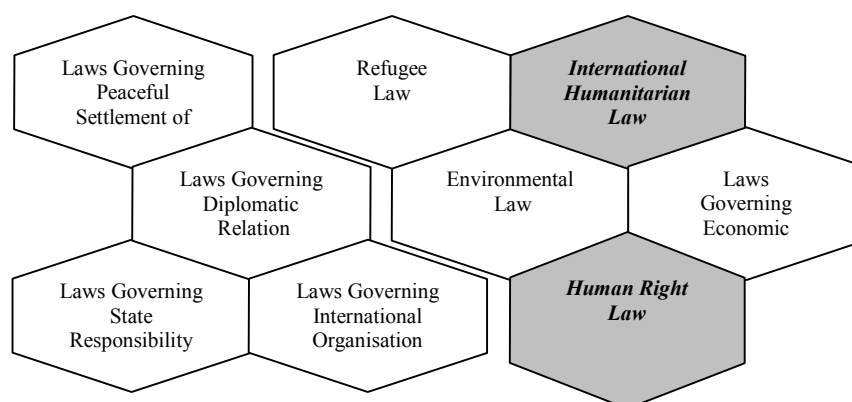 Laws Governing
Peaceful
Settlement of
Refugee
Law
International
Humanitarian
Law
Laws Governing
Diplomatic
Relation
Environmental
Law
Laws
Governing
Economic
Laws Governing
State
Responsibility
Laws Governing
International
Organisation
Human Right
Law